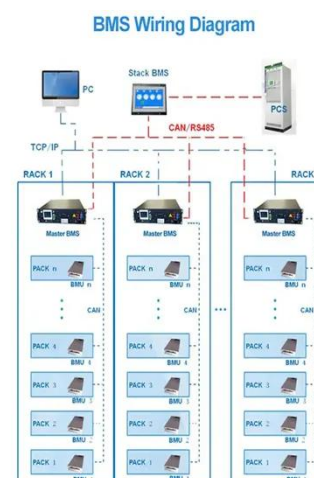 BMS Wiring Diagram
Stack BMS
PC
PCS
CAN/RS485
TCP/IP
RACK 1
RACK 2
RACK
Master BMS
Master BMS
Master BMS
PACK n
PACK n
PACK n
BMU n
BMU n
BMU n
CAN
CAN
CAN
PACK 4
PACK 4
PACK 4
BMU 4
BMU 4
BMU 4
PACK 3
PACK 3
PACK 3
BMU 3
BMU 3
BMU 3
PACK 2
PACK 2
PACK 2
BMU 2
BMU 2
BMU 2
PACK 1
PACK 1
PACK 1